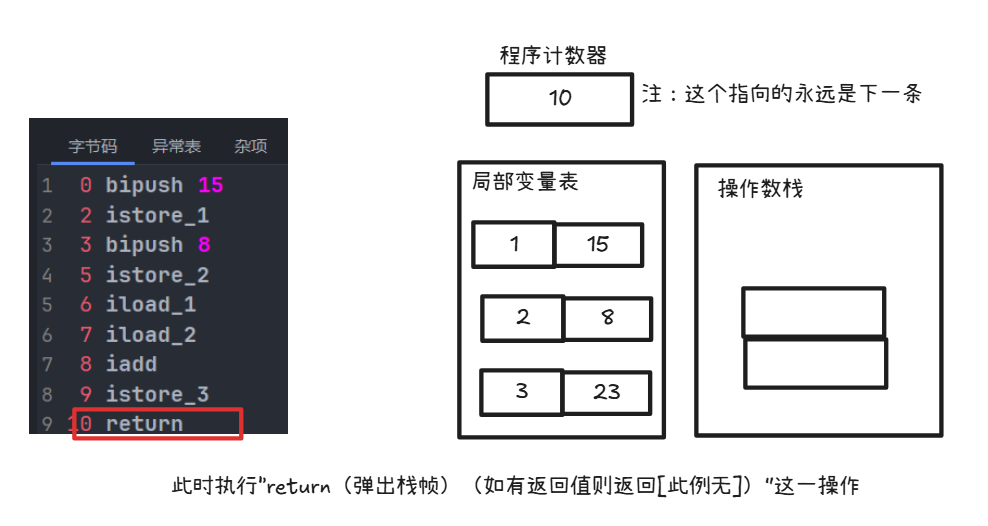 程序计数器
10
注：这个指向的永远是下一条
字节码 异常表 杂项
1 0 bipush 15
2 2 istore_1
3 3 bipush 8
4 5 istore_2
5 6 iload_1
6 7 iload_2
7 8 iadd
8 9 istore_3
9 10 return
局部变量表
1 15
2 8
3 23
操作数栈
此时执行"return（弹出栈帧）（如有返回值则返回[此例无]）"这一操作